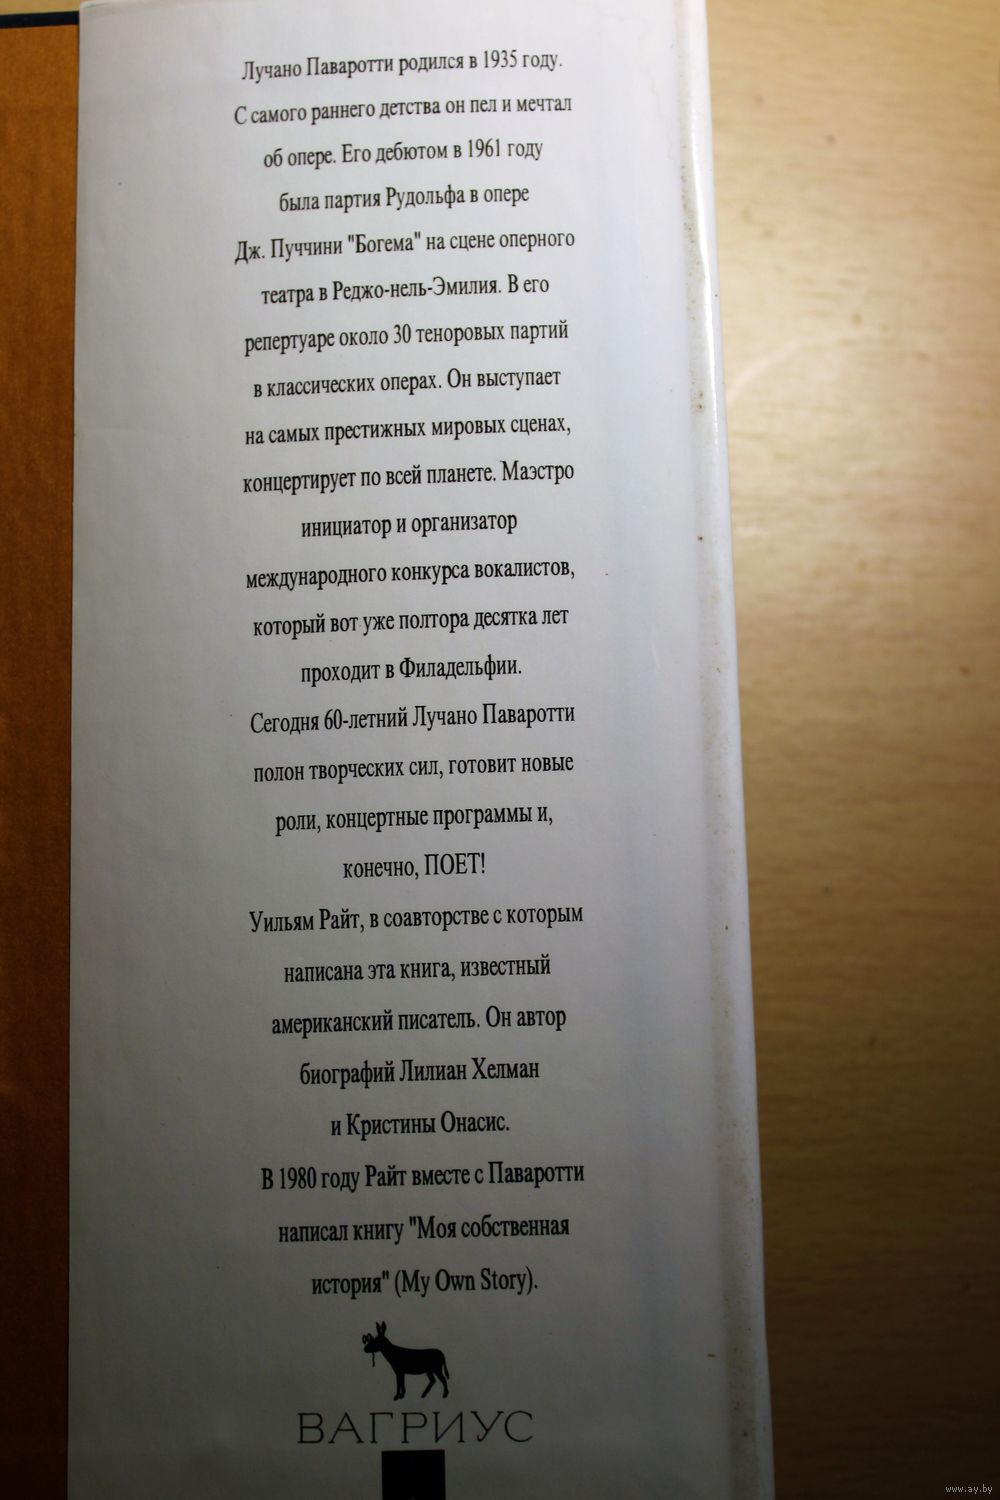 Лучано Паваротти родился в 1935 году.
С самого раннего детства он пел и мечтал
об опере. Его дебютом в 1961 году
была партия Рудольфа в опере
Дж. Пуччини "Богема" на сцене оперного
театра в Реджо-нель-Эмилия. В его
репертуаре около 30 теноровых партий
в классических операх. Он выступает
на самых престижных мировых сценах,
концертирует по всей планете. Маэстро
инициатор и организатор
международного конкурса вокалистов,
который вот уже полтора десятка лет
проходит в Филадельфии.
Сегодня 60-летний Лучано Паваротти
полон творческих сил, готовит новые
роли, концертные программы и,
конечно, ПОЕТ!
Уильям Райт, в соавторстве с которым
написана эта книга, известный
американский писатель. Он автор
биографий Лилиан Хелман
и Кристины Онасис.
В 1980 году Райт вместе с Паваротти
написал книгу "Моя собственная
история" (My Own Story).
ВАГРИУС
www.ay.by